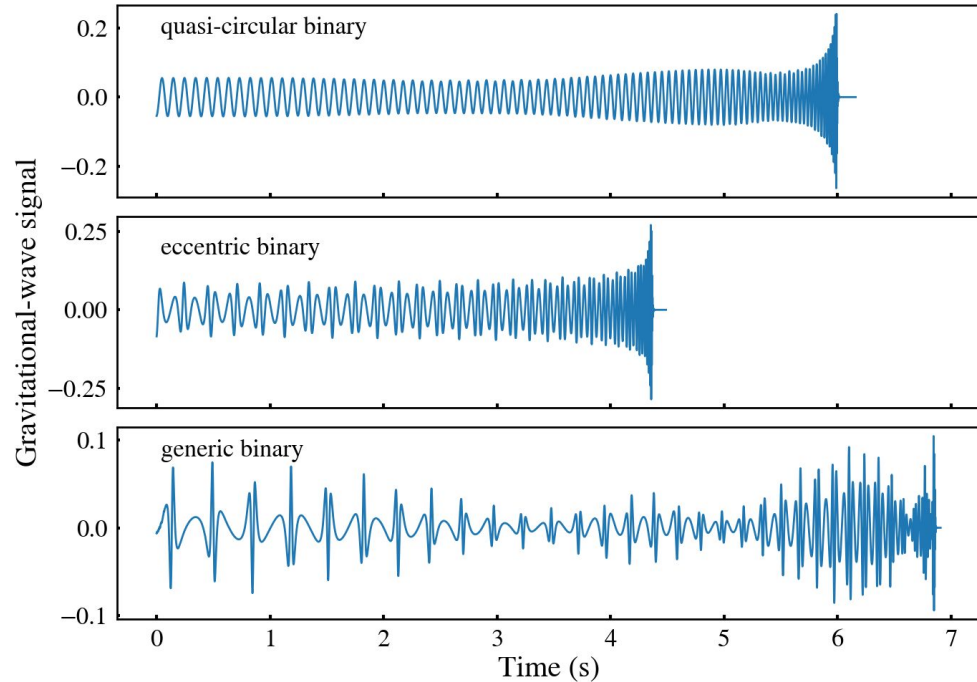 Gravitational-wave signal
quasi-circular binary
0.2
0.0
−0.2
eccentric binary
0.25
0.00
−0.25
generic binary
0.1
0.0
−0.1
0 1 2 3 4 5 6 7
Time (s)